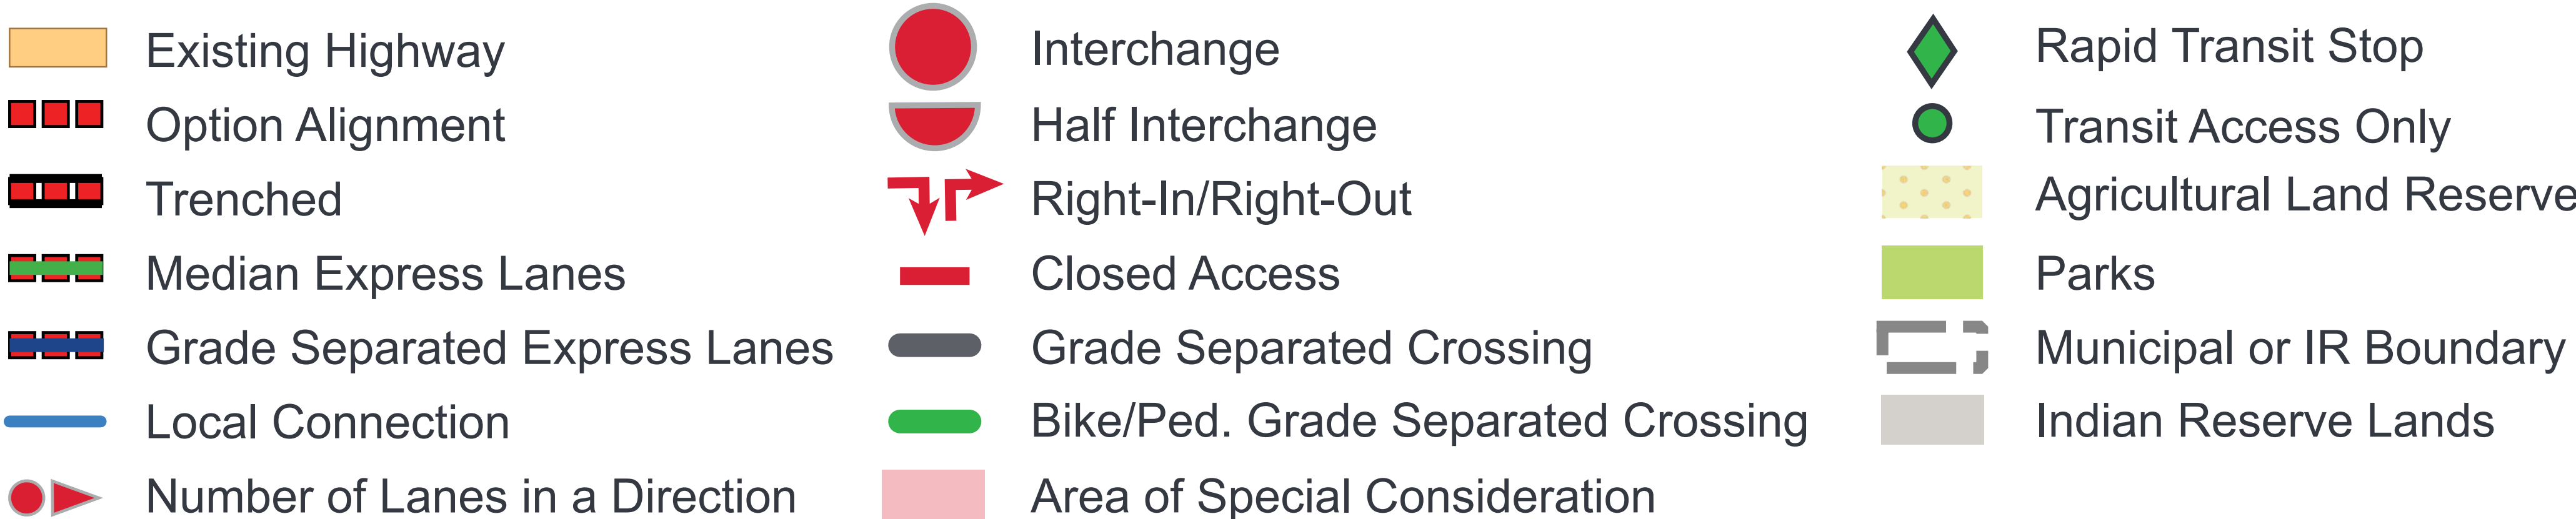 Existing Highway
Option Alignment
Trenched
Median Express Lanes
Grade Separated Express Lanes
Local Connection
Number of Lanes in a Direction
Interchange
Half Interchange
Right-In/Right-Out
Closed Access
Grade Separated Crossing
Bike/Ped. Grade Separated Crossing
Area of Special Consideration
Rapid Transit Stop
Transit Access Only
Agricultural Land Reserve
Parks
Municipal or IR Boundary
Indian Reserve Lands